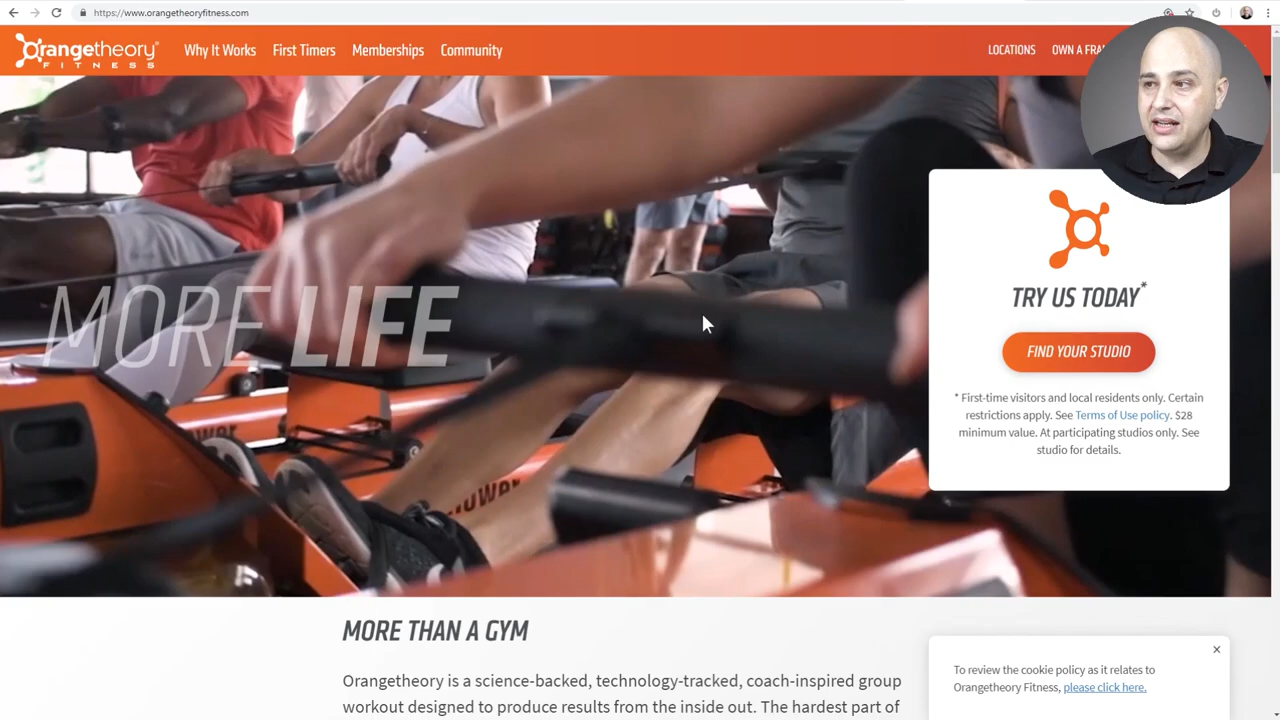 https://www.orangetheoryfitness.com
Orangetheory®
FITNESS
Why It Works
First Timers
Memberships
Community
LOCATIONS
OWN A FRA
MORE LIFE
TRY US TODAY*
FIND YOUR STUDIO
* First-time visitors and local residents only. Certain
restrictions apply. See Terms of Use policy. $28
minimum value. At participating studios only. See
studio for details.
MORE THAN A GYM
Orangetheory is a science-backed, technology-tracked, coach-inspired group
workout designed to produce results from the inside out. The hardest part of
×
To review the cookie policy as it relates to
Orangetheory Fitness, please click here.